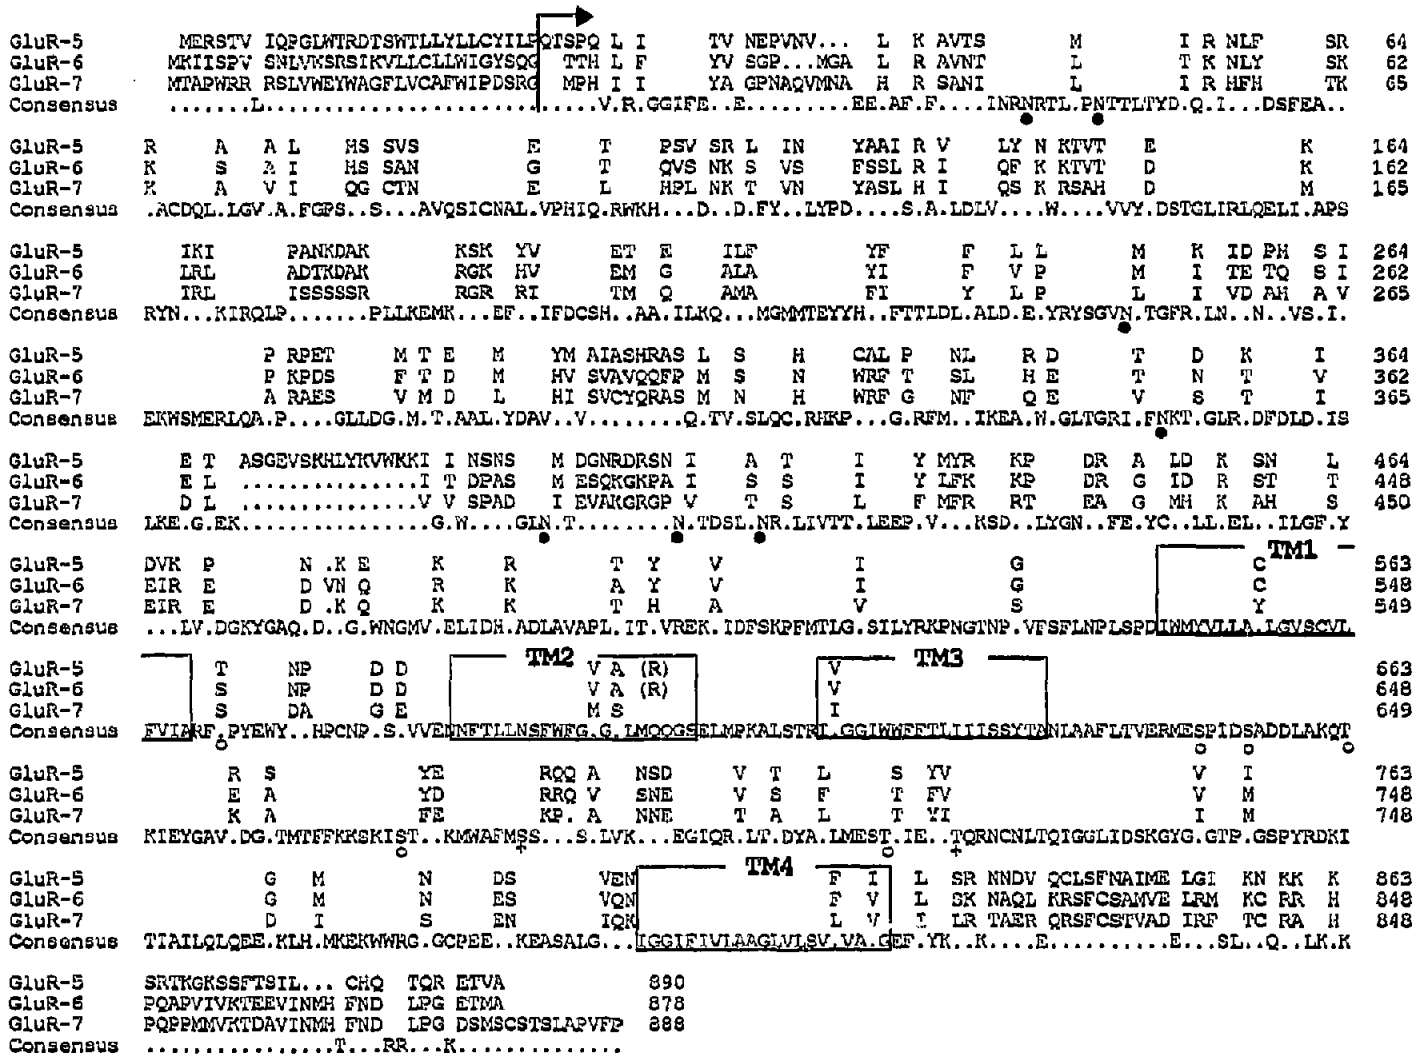 GluR-5 MERSTV IQPGLWTRDTSWTLLYLLCYILPQTSPQ L I TV NEPVNV... L K AVTS M I R NLF SR 64
GluR-6 MKIISPV SNLVKSRSIKVLLCLLWIGYSQG TTH L F YV SGP...MGA L R AVNT L T K NLY SK 62
GluR-7 MTAPWRR RSLVWEYWAGFLVCAFWIPDSRG MPH I I YA GPNAQVMNA H R SANI L I R HFH TK 65
Consensus .......L.......................V.R.GGIFE..E.........EE.AF.F....INRNRTL.PNTTLTYD.Q.I...DSFEA..
GluR-5 R A A L HS SVS E T PSV SR L IN YAAI R V LY N KTVT E K 164
GluR-6 K S A I HS SAN G T QVS NK S VS FSSL R I QF K KTVT D K 162
GluR-7 K A V I QG CTN E L HPL NK T VN YASL H I QS K RSAH D M 165
Consensus .ACDQL.LGV.A.FGPS..S...AVQSICNAL.VPHIQ.RWKH...D..D.FY..LYPD....S.A.LDLV....W....VVY.DSTGLIRLQELI.APS
GluR-5 IKI PANKDAK KSK YV ET E ILF YF F L L M K ID PH S I 264
GluR-6 LRL ADTKDAK RGK HV EM G ALA YI F V P M I TE TQ S I 262
GluR-7 IRL ISSSSSR RGR RI TM Q AMA FI Y L P L I VD AH A V 265
Consensus RYN...KIRQLP.......PLLKEMK...EF..IFDCSH..AA.ILKQ...MGMMTEYYH..FTTLDL.ALD.E.YRYSGVN.TGFR.LN..N..VS.I.
GluR-5 P RPET M T E M YM AIASHRAS L S H CAL P NL R D T D K I 364
GluR-6 P KPDS F T D M HV SVAVQQFP M S N WRF T SL H E T N T V 362
GluR-7 A RAES V M D L HI SVCYQRAS M N H WRF G NF Q E V S T I 365
Consensus EKWSMERLQA.P....GLLDG.M.T.AAL.YDAV..V........Q.TV.SLQC.RHKP...G.RFM..IKEA.W.GLTGRI.FNKT.GLR.DFDLD.IS
GluR-5 E T ASGEVSKHLYKVWKKI I NSNS M DGNRDRSN I A T I Y MYR KP DR A LD K SN L 464
GluR-6 E L ..............I T DPAS M ESQKGKPA I S S I Y LFK KP DR G ID R ST T 448
GluR-7 D L ..............V V SPAD I EVAKGRGP V T S L F MFR RT EA G MH K AH S 450
Consensus LKE.G.EK...............G.W....GLN.T........N.TDSL.NR.LIVTT.LEEP.V...KSD..LYGN..FE.YC..LL.EL..ILGF.Y
GluR-5 DVK P N .K E K R T Y V I G C 563
GluR-6 EIR E D VN Q R K A Y V I G C 548
GluR-7 EIR E D .K Q K K T H A V S Y 549
TM1
Consensus ...LV.DGKYGAQ.D..G.WNGMV.ELIDH.ADLAVAPL.IT.VREK.IDFSKPFMTLG.SILYRKPNGTNP.VFSFLNPLSPDIWMYVLLA.LGVSCVL
TM2 TM3
GluR-5 T NP D D V A (R) V 663
GluR-6 S NP D D V A (R) V 648
GluR-7 S DA G E M S I 649
Consensus FVIARF.PYEWY..HPCNP.S.VVENNFTLLNSFWFG.G.LMQQGSELMPKALSTRILGGIWWFFTLIIISSYTANLAAFLTVERMESPIDSADDLAKQT
GluR-5 R S YE RQQ A NSD V T L S YV V I 763
GluR-6 E A YD RRQ V SNE V S F T FV V M 748
GluR-7 K A FE KP. A NNE T A L T YI I M 748
Consensus KIEYGAV.DG.TMTFFKKSKIST..KMWAFMSS...S.LVK...EGIQR.LT.DYA.LMEST.IE..TQRNCNLTQIGGLIDSKGYG.GTP.GSPYRDKI
TM4
GluR-5 G M N DS VEN F I L SR NNDV QCLSFNAIME LGI KN KK K 863
GluR-6 G M N ES VQN F V L SK NAQL KRSFCSAMVE LRM KC RR H 848
GluR-7 D I S EN IQK L V I LR TAER QRSFCSTVAD IRF TC RA H 848
Consensus TIAILQLQEE.KLH.MKEKWWRG.GCPEE..KEASALG...IGGIFIVLAAGLVLSV.VA.GEF.YK..K....E..........E...SL..Q..LK.K
GluR-5 SRTKGKSSFTSIL... CHQ TQR ETVA 890
GluR-6 PQAPVIVKTEEVINMH FND LPG ETMA 878
GluR-7 PQPPMMVKTDAVINMH FND LPG DSMSCSTSLAPVFP 888
Consensus ................T...RR...K..............